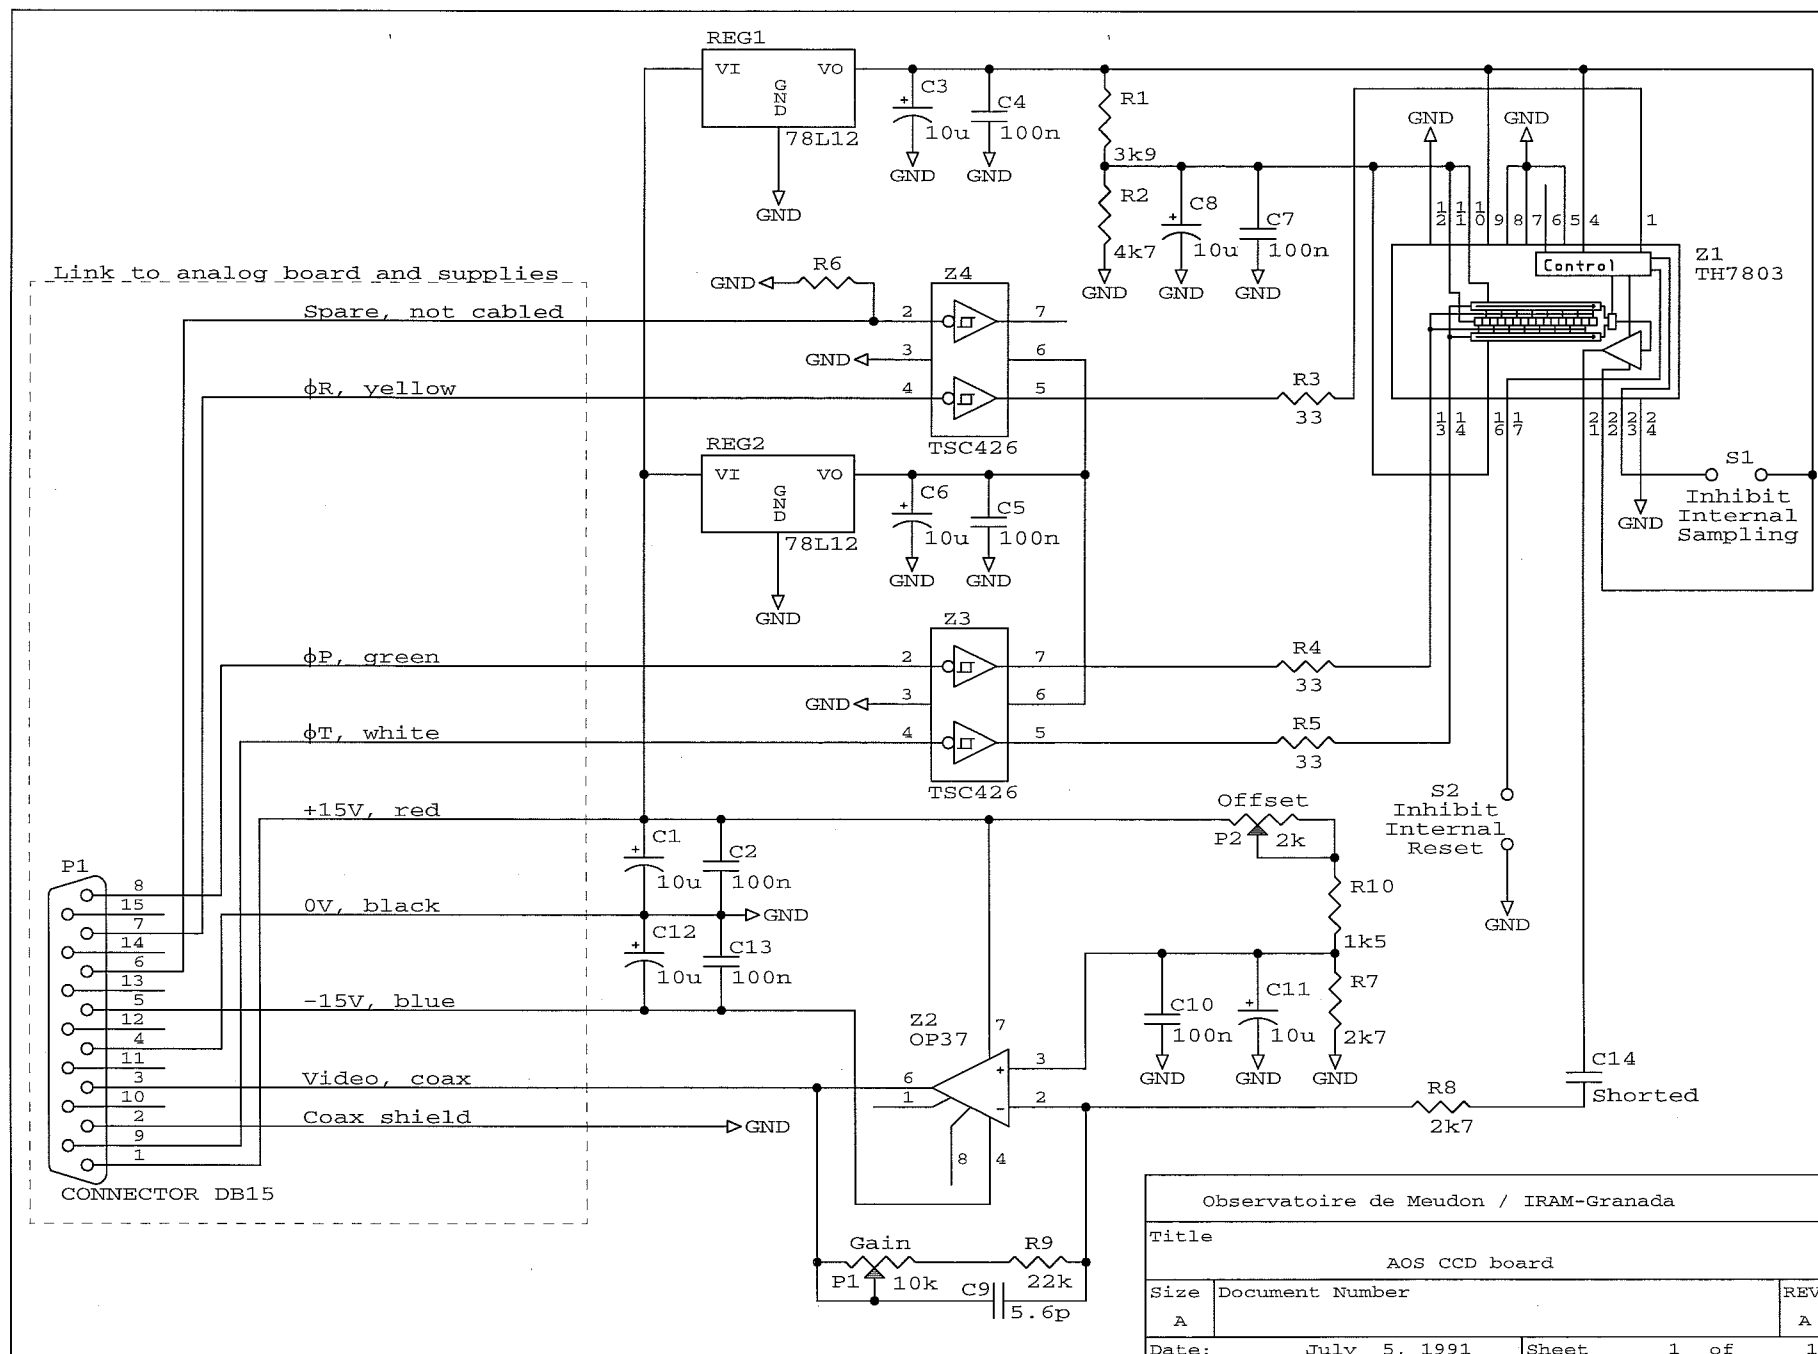 REG1
VI
VO
GND
78L12
GND
C3
+
10u
GND
C4
100n
GND
R1
3k9
R2
4k7
GND
C8
+
10u
GND
C7
100n
GND
GND
GND
12
11
10
9
8
7
6
5
4
1
Control
Z1
TH7803
13
14
16
17
21
22
23
24
GND
S1
Inhibit
Internal
Sampling
Link to analog board and supplies
GND
R6
Z4
Spare, not cabled
2
7
GND
3
6
ϕR, yellow
4
5
TSC426
R3
33
REG2
VI
VO
GND
78L12
GND
C6
+
10u
GND
C5
100n
GND
Z3
ϕP, green
2
7
GND
3
6
ϕT, white
4
5
TSC426
R4
33
R5
33
+15V, red
Offset
P2
2k
S2
Inhibit
Internal
Reset
GND
C1
+
10u
C2
100n
0V, black
GND
C12
+
10u
C13
100n
-15V, blue
R10
1k5
R7
2k7
GND
C10
100n
GND
C11
+
10u
GND
Z2
OP37
7
3
+
6
1
2
-
8
4
Video, coax
Coax shield
GND
R8
2k7
C14
Shorted
P1
8
15
7
14
6
13
5
12
4
11
3
10
2
9
1
CONNECTOR DB15
Gain
P1
10k
R9
22k
C9
5.6p
Observatoire de Meudon / IRAM-Granada
Title
AOS CCD board
Size
Document Number
REV
A
A
Date:
July 5, 1991
Sheet
1 of
1